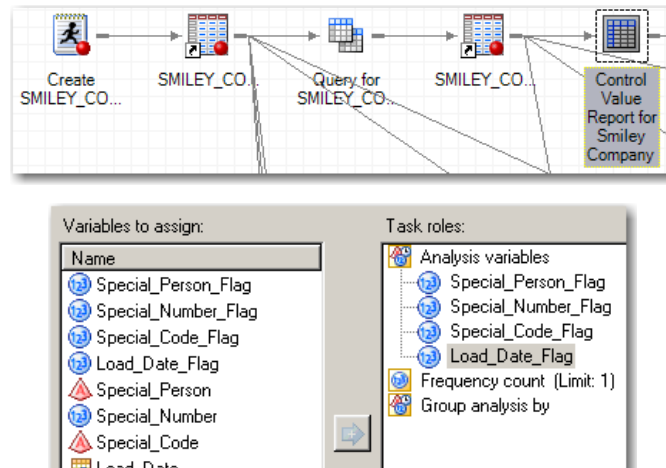 Create
SMILEY_CO...
SMILEY_CO...
Query for
SMILEY_CO...
SMILEY_CO...
Control
Value
Report for
Smiley
Company
Variables to assign:
Name
Special_Person_Flag
Special_Number_Flag
Special_Code_Flag
Load_Date_Flag
Special_Person
Special_Number
Special_Code
Load_Date
Task roles:
Analysis variables
Special_Person_Flag
Special_Number_Flag
Special_Code_Flag
Load_Date_Flag
Frequency count (Limit: 1)
Group analysis by